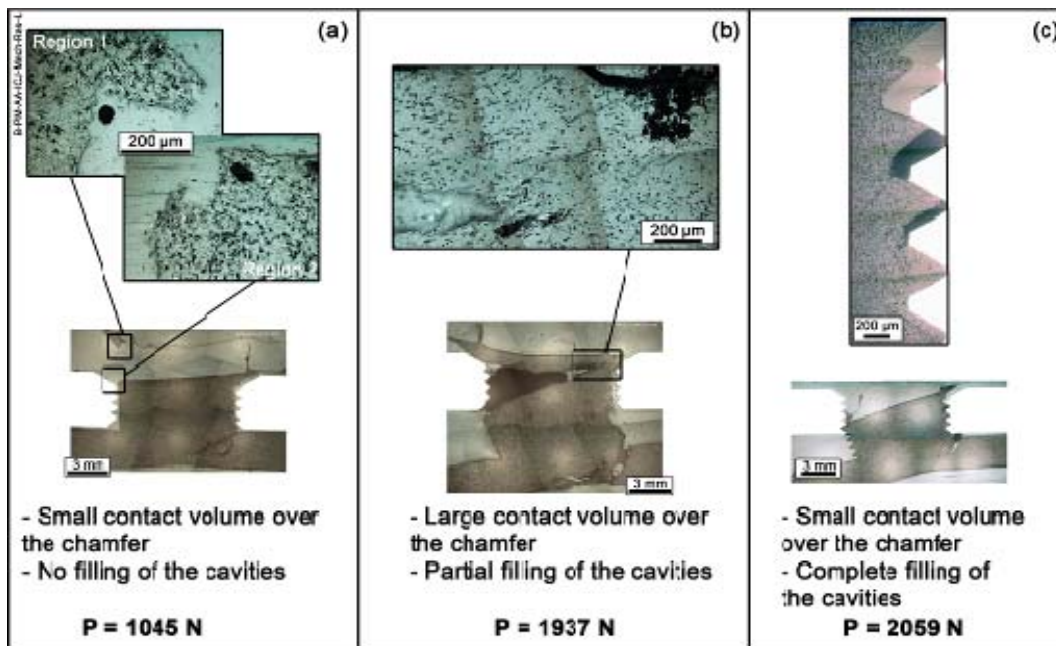 (a)
Region 1
200 µm
Region 2
3 mm
- Small contact volume over
the chamfer
- No filling of the cavities
P = 1045 N
(b)
200 µm
3 mm
- Large contact volume over
the chamfer
- Partial filling of the cavities
P = 1937 N
(c)
200 µm
3 mm
- Small contact volume
over the chamfer
- Complete filling of
the cavities
P = 2059 N